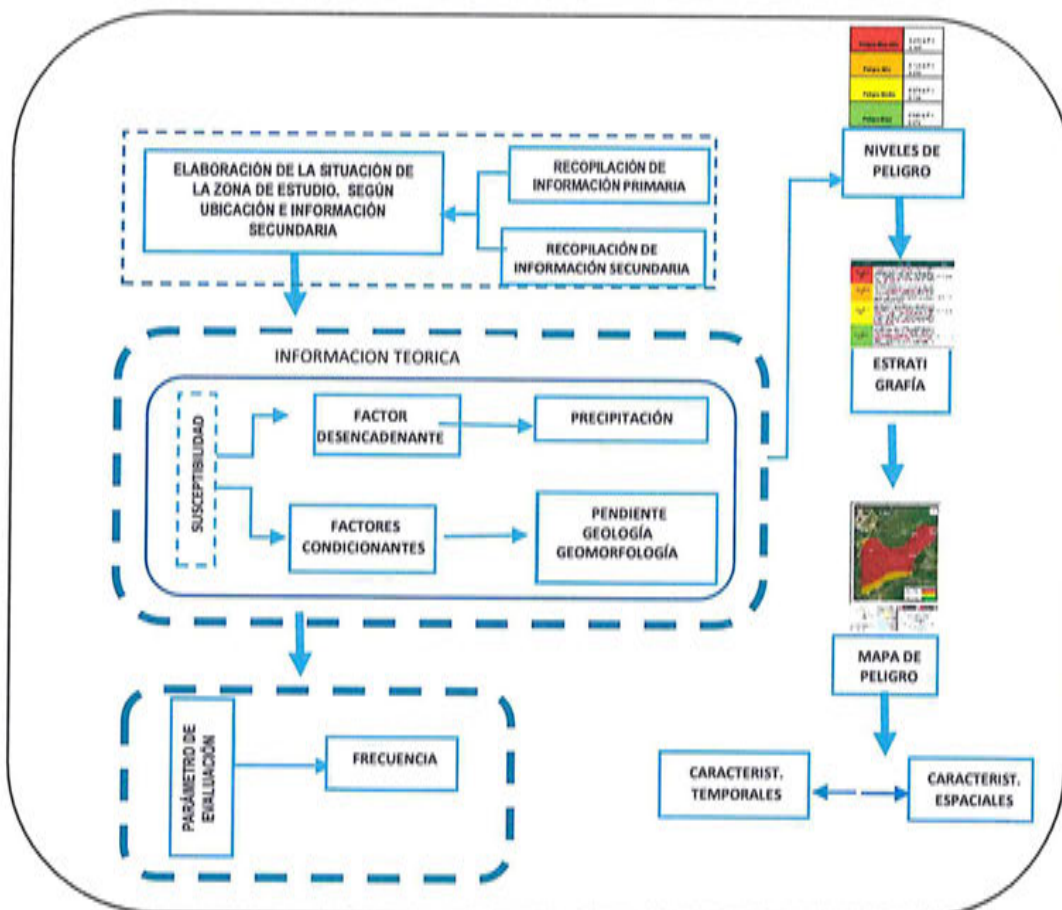 ELABORACIÓN DE LA SITUACIÓN DE
LA ZONA DE ESTUDIO, SEGÚN
UBICACIÓN E INFORMACIÓN
SECUNDARIA
RECOPILACIÓN DE
INFORMACIÓN PRIMARIA
RECOPILACIÓN DE
INFORMACIÓN SECUNDARIA
INFORMACION TEÒRICA
SUSCEPTIBILIDAD
FACTOR
DESENCADENANTE
PRECIPITACIÓN
FACTORES
CONDICIONANTES
PENDIENTE
GEOLOGÍA
GEOMORFOLOGÍA
PARÁMETRO DE
EVALUACIÓN
FRECUENCIA
NIVELES DE
PELIGRO
ESTRATI
GRAFÍA
MAPA DE
PELIGRO
CARACTERIST.
TEMPORALES
CARACTERIST.
ESPACIALES